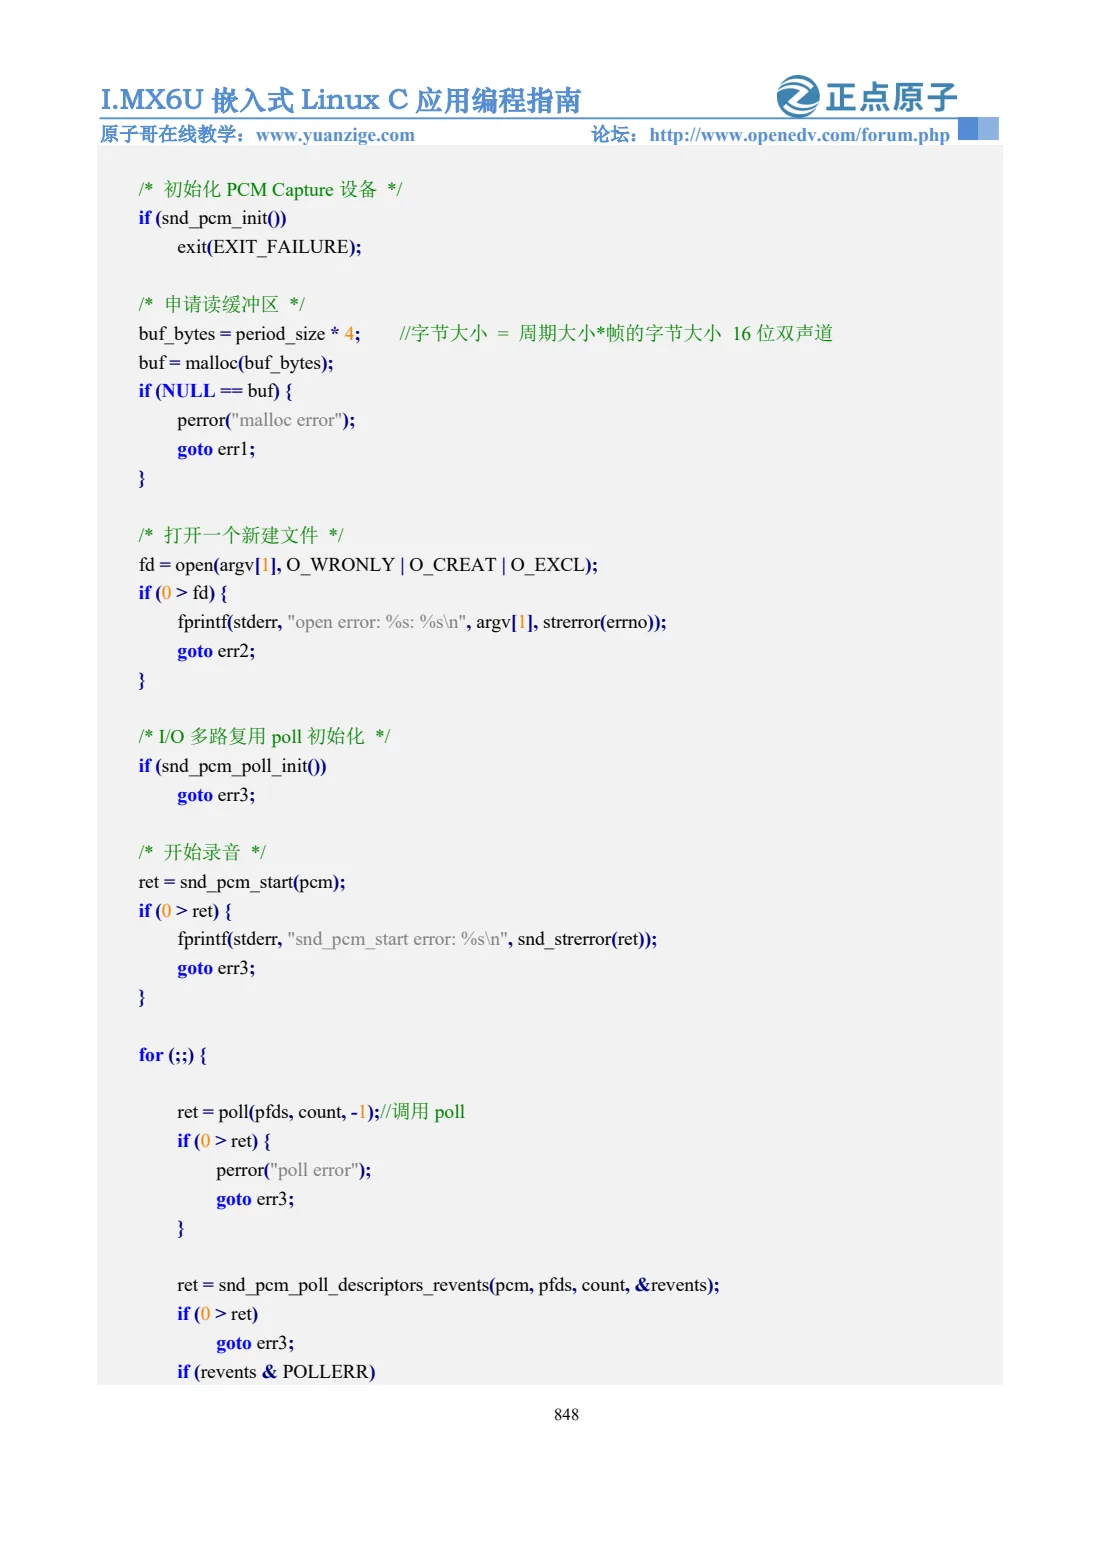 I.MX6U 嵌入式 Linux C 应用编程指南
正点原子
原子哥在线教学：www.yuanzige.com 论坛：http://www.openedv.com/forum.php
/* 初始化 PCM Capture 设备 */
if (snd_pcm_init())
exit(EXIT_FAILURE);
/* 申请读缓冲区 */
buf_bytes = period_size * 4; //字节大小 = 周期大小*帧的字节大小 16 位双声道
buf = malloc(buf_bytes);
if (NULL == buf) {
perror("malloc error");
goto err1;
}
/* 打开一个新建文件 */
fd = open(argv[1], O_WRONLY | O_CREAT | O_EXCL);
if (0 > fd) {
fprintf(stderr, "open error: %s: %s\n", argv[1], strerror(errno));
goto err2;
}
/* I/O 多路复用 poll 初始化 */
if (snd_pcm_poll_init())
goto err3;
/* 开始录音 */
ret = snd_pcm_start(pcm);
if (0 > ret) {
fprintf(stderr, "snd_pcm_start error: %s\n", snd_strerror(ret));
goto err3;
}
for (;;) {
ret = poll(pfds, count, -1);//调用 poll
if (0 > ret) {
perror("poll error");
goto err3;
}
ret = snd_pcm_poll_descriptors_revents(pcm, pfds, count, &revents);
if (0 > ret)
goto err3;
if (revents & POLLERR)
848